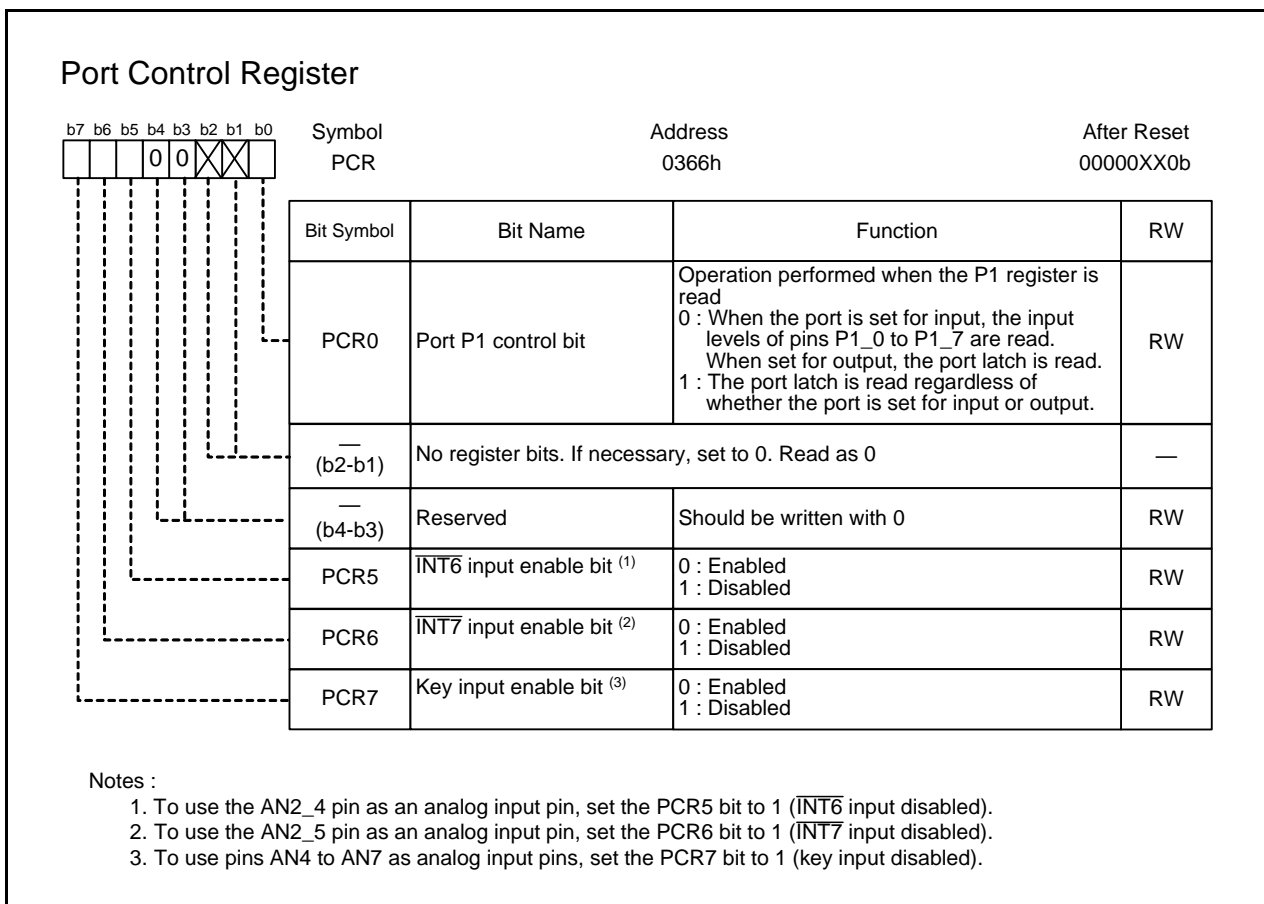 Port Control Register
b7 b6 b5 b4 b3 b2 b1 b0 Symbol Address After Reset
0 0 PCR 0366h 00000XX0b
Bit Symbol Bit Name Function RW
PCR0 Port P1 control bit Operation performed when the P1 register is
read
0 : When the port is set for input, the input
levels of pins P1_0 to P1_7 are read.
When set for output, the port latch is read.
1 : The port latch is read regardless of
whether the port is set for input or output.
RW
—
(b2-b1)
No register bits. If necessary, set to 0. Read as 0 —
—
(b4-b3)
Reserved Should be written with 0 RW
PCR5 INT6 input enable bit (1) 0 : Enabled
1 : Disabled
RW
PCR6 INT7 input enable bit (2) 0 : Enabled
1 : Disabled
RW
PCR7 Key input enable bit (3) 0 : Enabled
1 : Disabled
RW
Notes :
1. To use the AN2_4 pin as an analog input pin, set the PCR5 bit to 1 (INT6 input disabled).
2. To use the AN2_5 pin as an analog input pin, set the PCR6 bit to 1 (INT7 input disabled).
3. To use pins AN4 to AN7 as analog input pins, set the PCR7 bit to 1 (key input disabled).